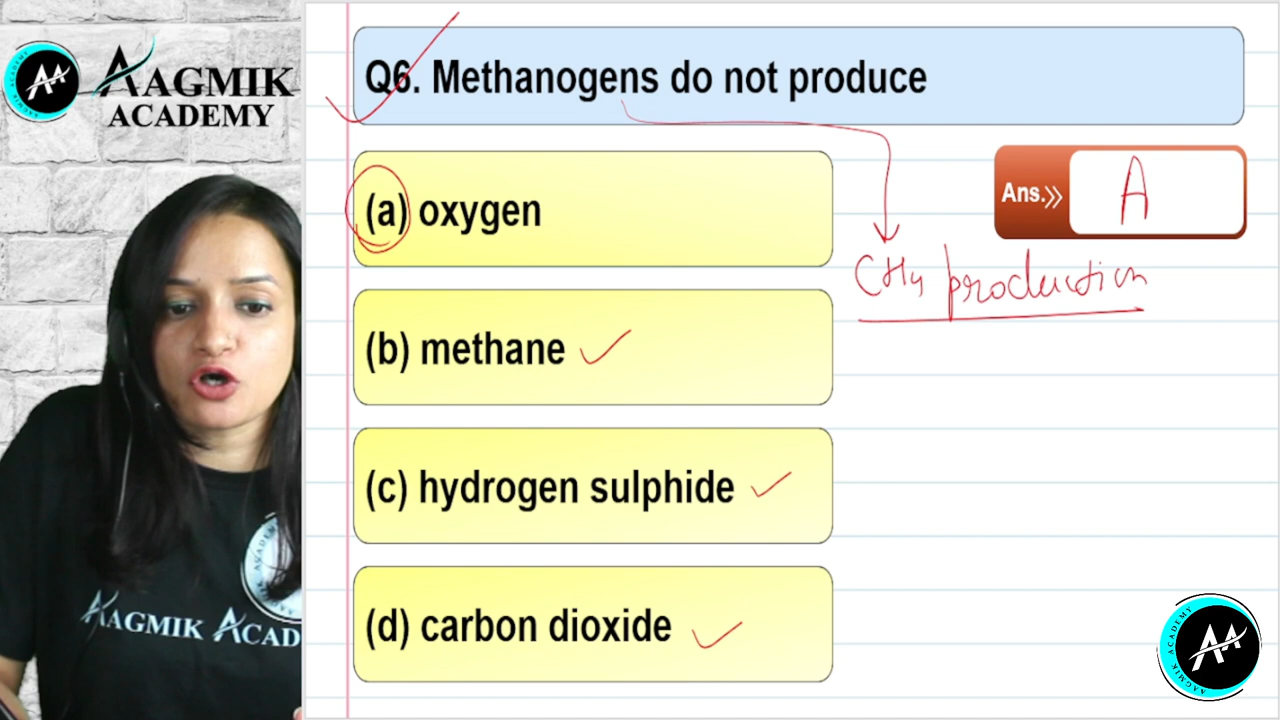 AAGMIK
ACADEMY
Q6. Methanogens do not produce
(a) oxygen
Ans.>>
A
CH4 production
(b) methane
(c) hydrogen sulphide
(d) carbon dioxide
AAGMIK ACAD